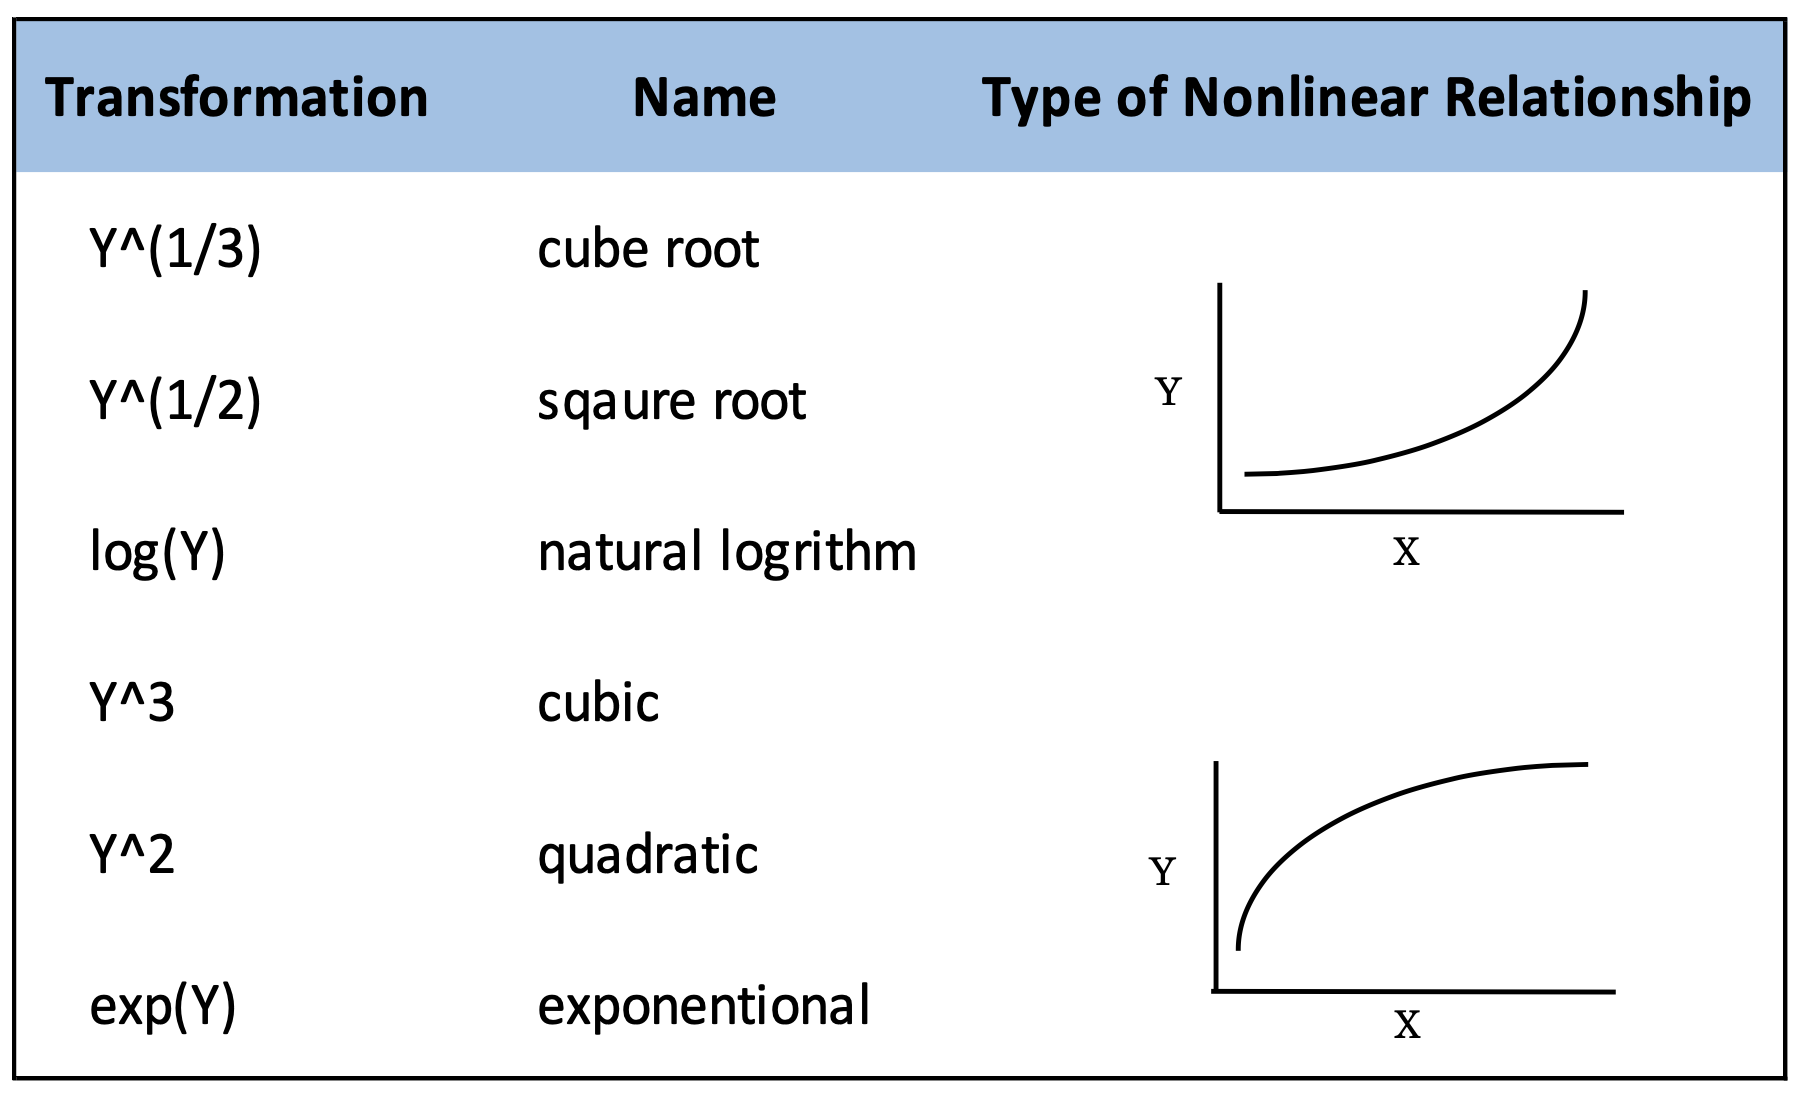 Transformation Name Type of Nonlinear Relationship
Y^(1/3) cube root
Y^(1/2) sqaure root
Y
log(Y) natural logrithm
X
Y^3 cubic
Y^2 quadratic
Y
exp(Y) exponentional
X